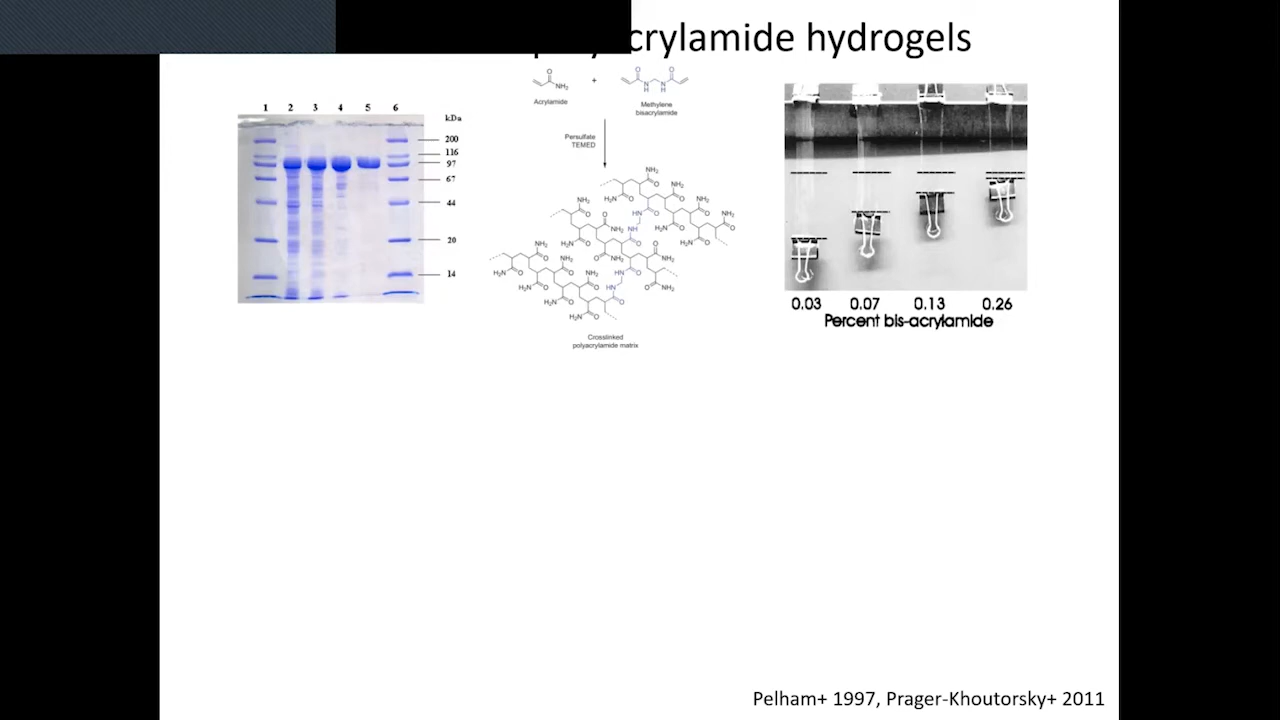 crylamide hydrogels
1 2 3 4 5 6
kDa
200
116
97
67
44
20
14
Acrylamide
+
Methylene
bisacrylamide
Persulfate
TEMED
Crosslinked
polyacrylamide matrix
0.03 0.07 0.13 0.26
Percent bis-acrylamide
Pelham+ 1997, Prager-Khoutorsky+ 2011